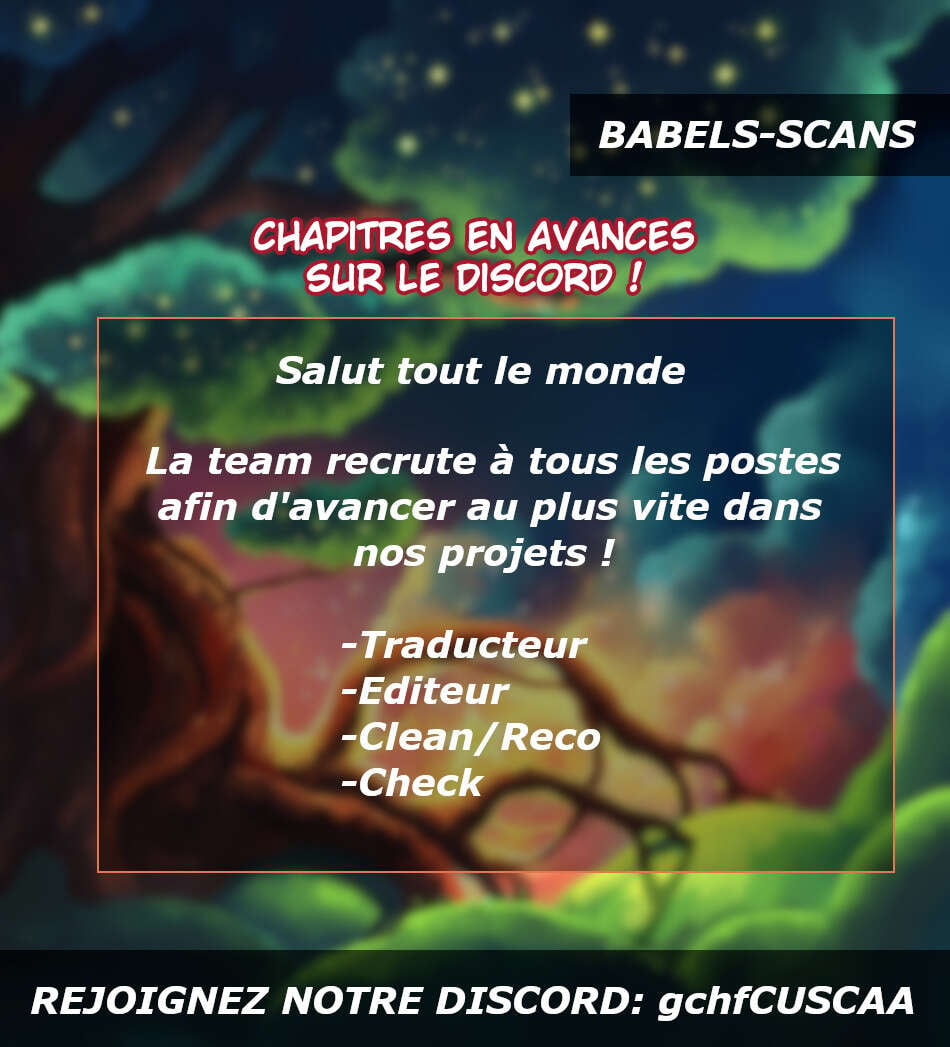 BABELS-SCANS
CHAPITRES EN AVANCES
SUR LE DISCORD !
Salut tout le monde
La team recrute à tous les postes
afin d'avancer au plus vite dans
nos projets !
-Traducteur
-Editeur
-Clean/Reco
-Check
REJOIGNEZ NOTRE DISCORD: gchfCUSCAA